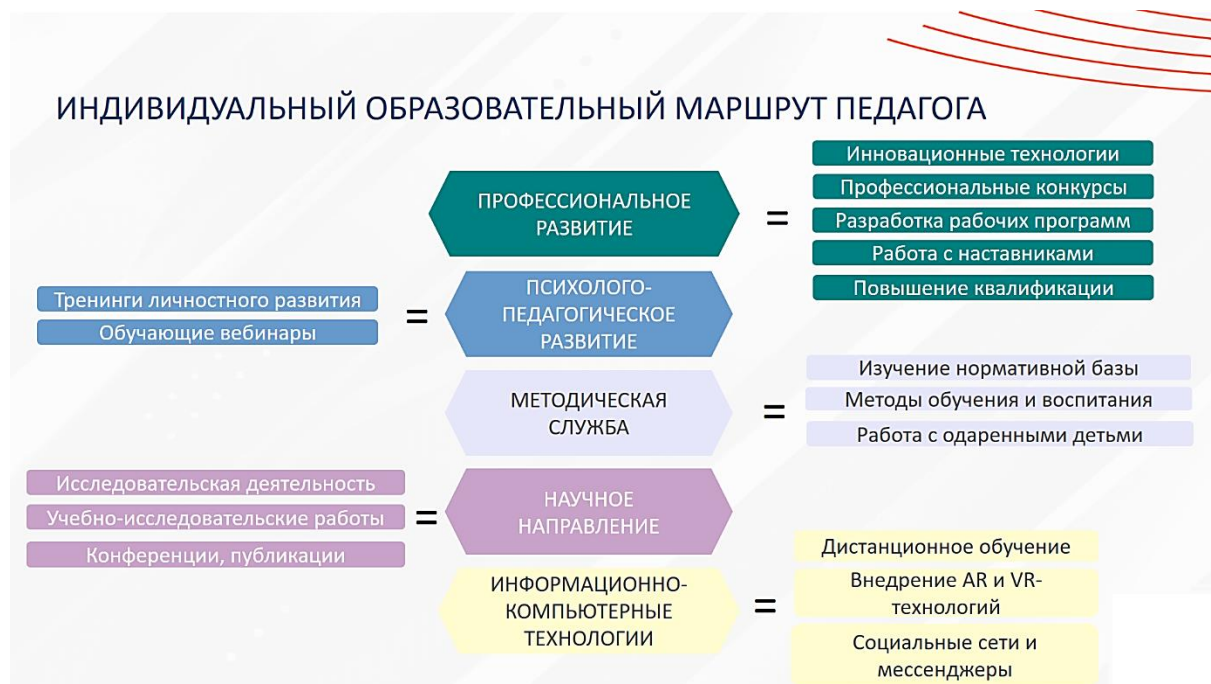 ИНДИВИДУАЛЬНЫЙ ОБРАЗОВАТЕЛЬНЫЙ МАРШРУТ ПЕДАГОГА
ПРОФЕССИОНАЛЬНОЕ
РАЗВИТИЕ
=
Инновационные технологии
Профессиональные конкурсы
Разработка рабочих программ
Работа с наставниками
Повышение квалификации
Тренинги личностного развития
Обучающие вебинары
=
ПСИХОЛОГО-
ПЕДАГОГИЧЕСКОЕ
РАЗВИТИЕ
МЕТОДИЧЕСКАЯ
СЛУЖБА
=
Изучение нормативной базы
Методы обучения и воспитания
Работа с одаренными детьми
Исследовательская деятельность
Учебно-исследовательские работы
Конференции, публикации
=
НАУЧНОЕ
НАПРАВЛЕНИЕ
ИНФОРМАЦИОННО-
КОМПЬЮТЕРНЫЕ
ТЕХНОЛОГИИ
=
Дистанционное обучение
Внедрение AR и VR-
технологий
Социальные сети и
мессенджеры